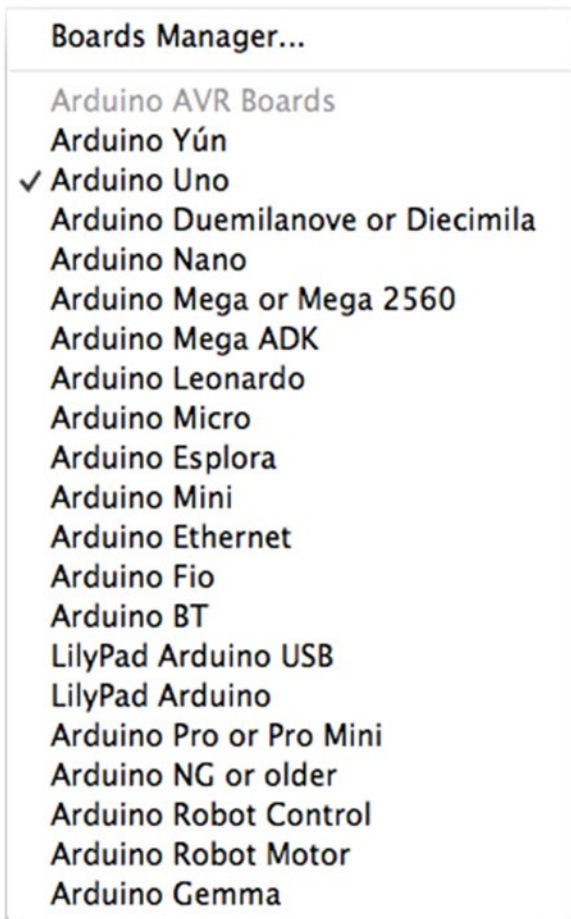 Boards Manager...
Arduino AVR Boards
Arduino Yún
✓ Arduino Uno
Arduino Duemilanove or Diecimila
Arduino Nano
Arduino Mega or Mega 2560
Arduino Mega ADK
Arduino Leonardo
Arduino Micro
Arduino Esplora
Arduino Mini
Arduino Ethernet
Arduino Fio
Arduino BT
LilyPad Arduino USB
LilyPad Arduino
Arduino Pro or Pro Mini
Arduino NG or older
Arduino Robot Control
Arduino Robot Motor
Arduino Gemma